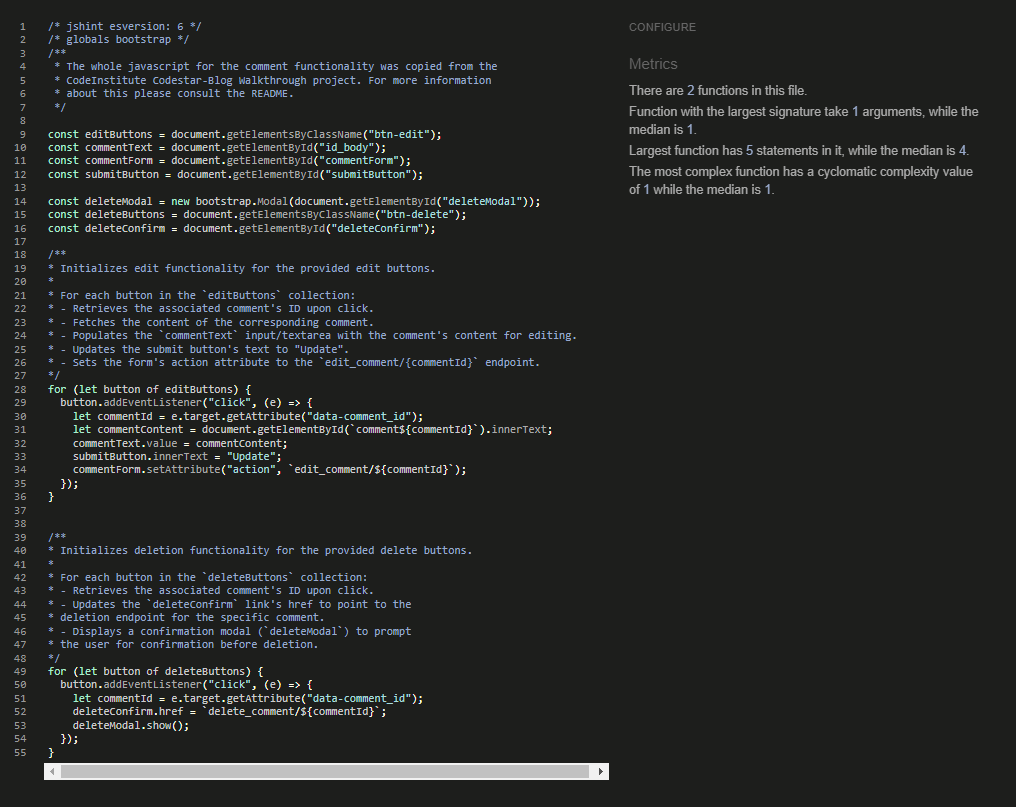 1 /* jshint esversion: 6 */
2 /* globals bootstrap */
3 /**
4  * The whole javascript for the comment functionality was copied from the
5  * CodeInstitute Codestar-Blog Walkthrough project. For more information
6  * about this please consult the README.
7  */
8
9 const editButtons = document.getElementsByClassName("btn-edit");
10 const commentText = document.getElementById("id_body");
11 const commentForm = document.getElementById("commentForm");
12 const submitButton = document.getElementById("submitButton");
13
14 const deleteModal = new bootstrap.Modal(document.getElementById("deleteModal"));
15 const deleteButtons = document.getElementsByClassName("btn-delete");
16 const deleteConfirm = document.getElementById("deleteConfirm");
17
18 /**
19 * Initializes edit functionality for the provided edit buttons.
20 *
21 * For each button in the `editButtons` collection:
22 * - Retrieves the associated comment's ID upon click.
23 * - Fetches the content of the corresponding comment.
24 * - Populates the `commentText` input/textarea with the comment's content for editing.
25 * - Updates the submit button's text to "Update".
26 * - Sets the form's action attribute to the `edit_comment/{commentId}` endpoint.
27 */
28 for (let button of editButtons) {
29   button.addEventListener("click", (e) => {
30     let commentId = e.target.getAttribute("data-comment_id");
31     let commentContent = document.getElementById(`comment${commentId}`).innerText;
32     commentText.value = commentContent;
33     submitButton.innerText = "Update";
34     commentForm.setAttribute("action", `edit_comment/${commentId}`);
35   });
36 }
37
38
39 /**
40 * Initializes deletion functionality for the provided delete buttons.
41 *
42 * For each button in the `deleteButtons` collection:
43 * - Retrieves the associated comment's ID upon click.
44 * - Updates the `deleteConfirm` link's href to point to the
45 * deletion endpoint for the specific comment.
46 * - Displays a confirmation modal (`deleteModal`) to prompt
47 * the user for confirmation before deletion.
48 */
49 for (let button of deleteButtons) {
50   button.addEventListener("click", (e) => {
51     let commentId = e.target.getAttribute("data-comment_id");
52     deleteConfirm.href = `delete_comment/${commentId}`;
53     deleteModal.show();
54   });
55 }
CONFIGURE
Metrics
There are 2 functions in this file.
Function with the largest signature take 1 arguments, while the
median is 1.
Largest function has 5 statements in it, while the median is 4.
The most complex function has a cyclomatic complexity value
of 1 while the median is 1.